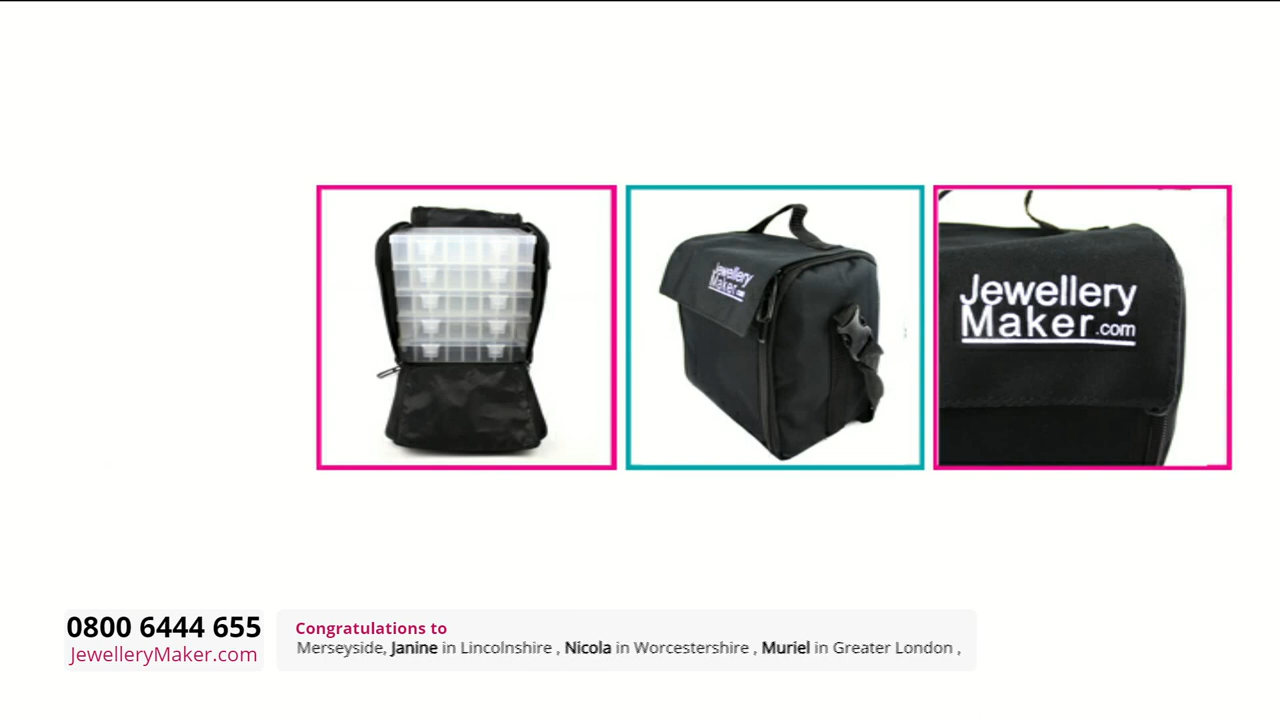 Jewellery
Maker.com
Jewellery
Maker.com
0800 6444 655
JewelleryMaker.com
Congratulations to
Merseyside, Janine in Lincolnshire , Nicola in Worcestershire , Muriel in Greater London ,